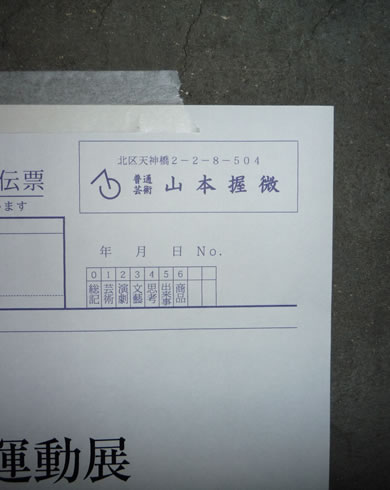 北区天神橋2-2-8-504
普通
芸術
山本握微
伝票
います
年 月 日 No.
0 1 2 3 4 5 6
総記 芸術 演劇 文藝 思考 出来事 商品
運動展